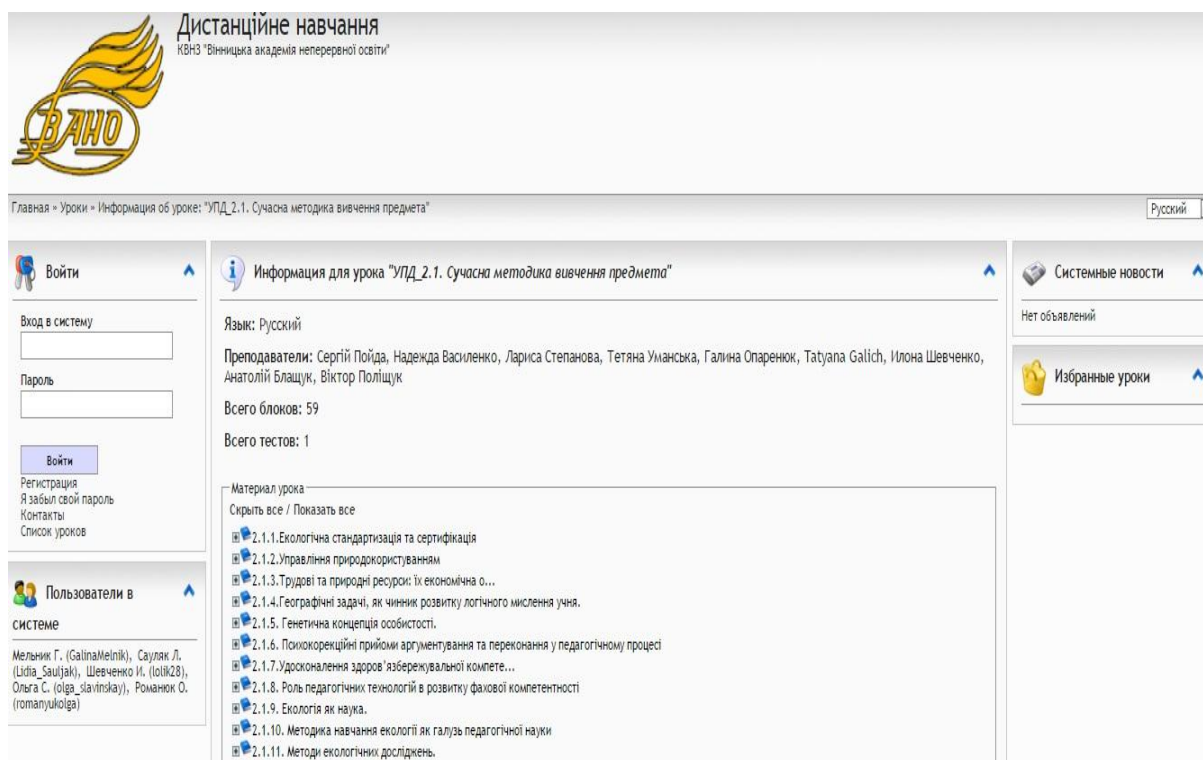 Дистанційне навчання
КВНЗ "Вінницька академія неперервної освіти"
ВАНО
Главная » Уроки » Информация об уроке: "УПД_2.1. Сучасна методика вивчення предмета"
Русский
Войти
Вход в систему
Пароль
Войти
Регистрация
Я забыл свой пароль
Контакты
Список уроков
Пользователи в
системе
Мельник Г. (GalinaMelnik), Сауляк Л.
(Lidia_Sauljak), Шевченко И. (lolik28),
Ольга С. (olga_slavinskay), Романюк О.
(romanyukolga)
Информация для урока "УПД_2.1. Сучасна методика вивчення предмета"
Язык: Русский
Преподаватели: Сергій Пойда, Надежда Василенко, Лариса Степанова, Тетяна Уманська, Галина Опаренюк, Tatyana Galich, Илона Шевченко,
Анатолій Блащук, Віктор Поліщук
Всего блоков: 59
Всего тестов: 1
Материал урока
Скрыть все / Показать все
2.1.1.Екологічна стандартизація та сертифікація
2.1.2.Управління природокористуванням
2.1.3.Трудові та природні ресурси: їх економічна о...
2.1.4.Географічні задачі, як чинник розвитку логічного мислення учня.
2.1.5. Генетична концепція особистості.
2.1.6. Психокорекційні прийоми аргументування та переконання у педагогічному процесі
2.1.7.Удосконалення здоров'язбережувальної компете...
2.1.8. Роль педагогічних технологій в розвитку фахової компетентності
2.1.9. Екологія як наука.
2.1.10. Методика навчання екології як галузь педагогічної науки
2.1.11. Методи екологічних досліджень.
Системные новости
Нет объявлений
Избранные уроки